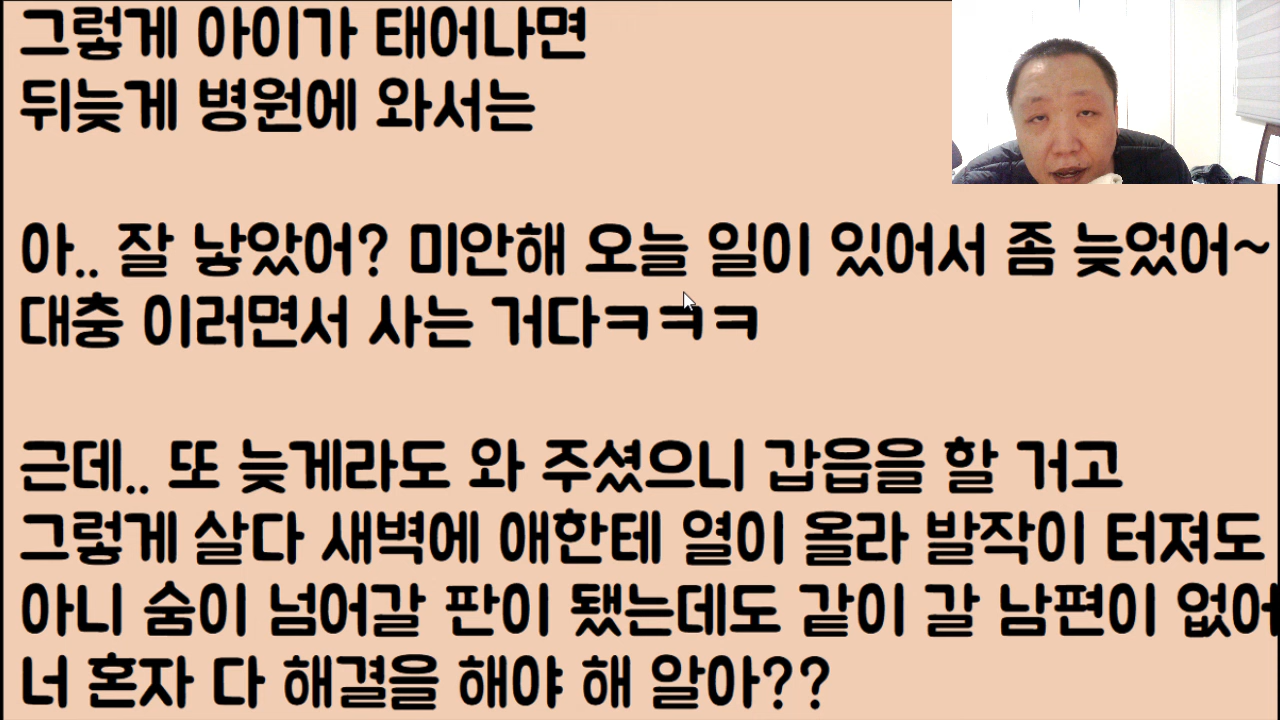 그렇게 아이가 태어나면
뒤늦게 병원에 와서는
아.. 잘 낳았어? 미안해 오늘 일이 있어서 좀 늦었어~
대충 이러면서 사는 거다ㅋㅋㅋ
근데.. 또 늦게라도 와 주셨으니 갑읍을 할 거고
그렇게 살다 새벽에 애한테 열이 올라 발작이 터져도
아니 숨이 넘어갈 판이 됐는데도 같이 갈 남편이 없어
너 혼자 다 해결을 해야 해 알아??